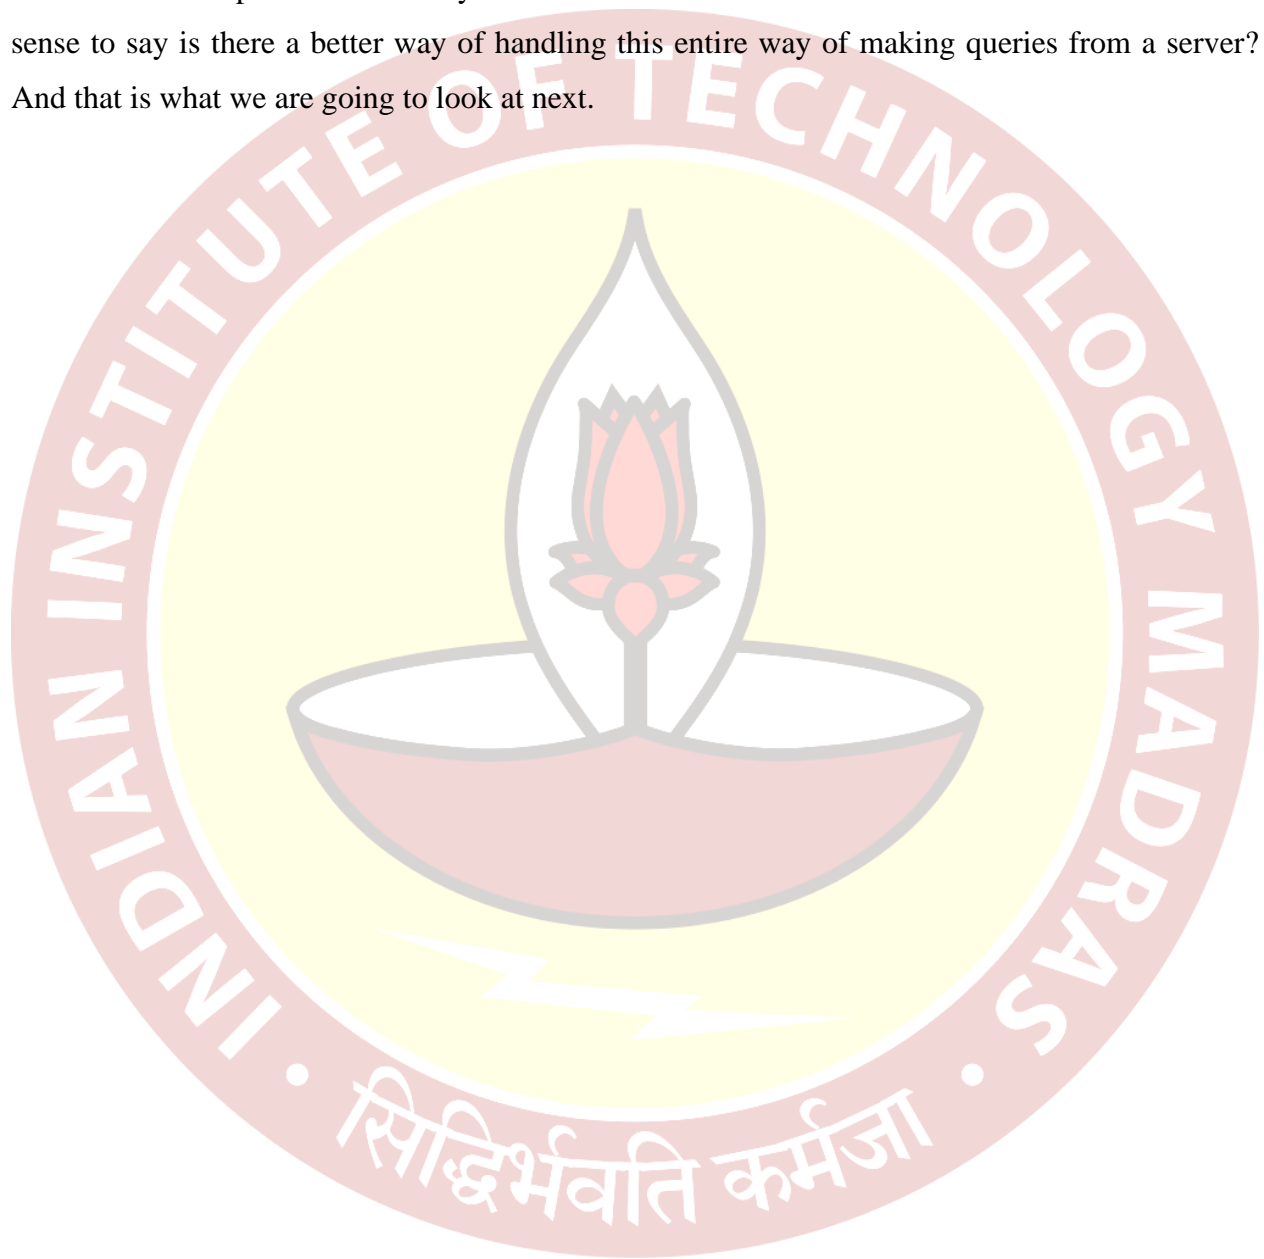 sense to say is there a better way of handling this entire way of making queries from a server?
And that is what we are going to look at next.
INDIAN INSTITUTE OF TECHNOLOGY MADRAS
सिद्धिर्भवति कर्मजा